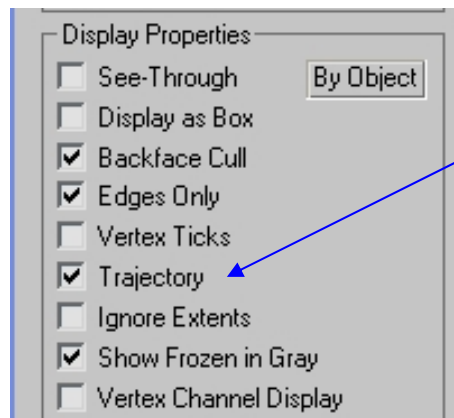 Display Properties
See-Through By Object
Display as Box
Backface Cull
Edges Only
Vertex Ticks
Trajectory
Ignore Extents
Show Frozen in Gray
Vertex Channel Display